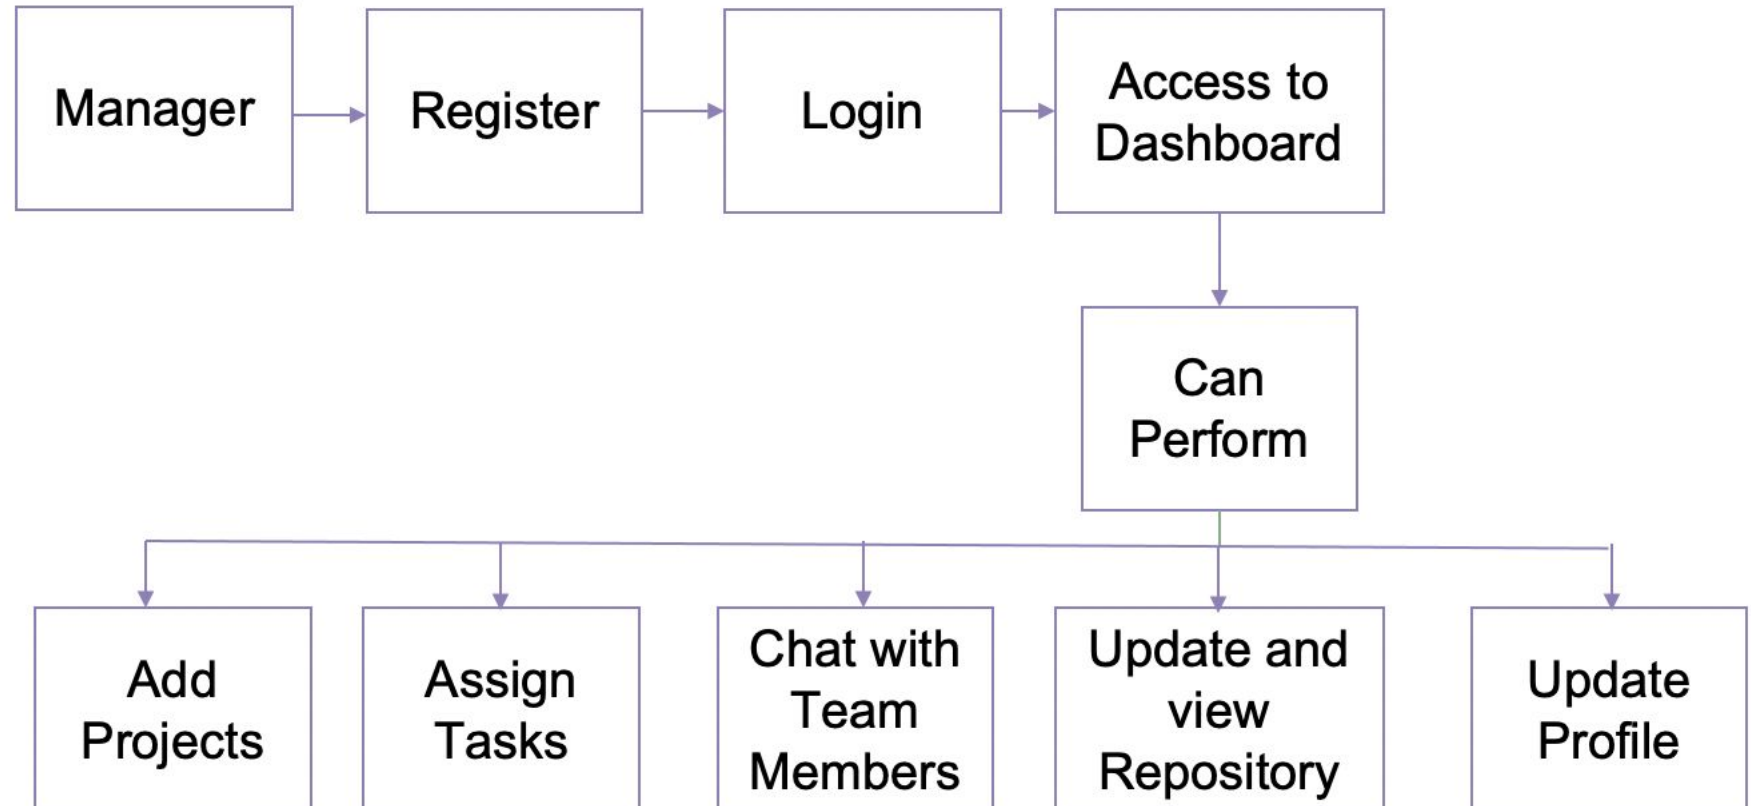 Manager
Register
Login
Access to
Dashboard
Can
Perform
Add
Projects
Assign
Tasks
Chat with
Team
Members
Update and
view
Repository
Update
Profile